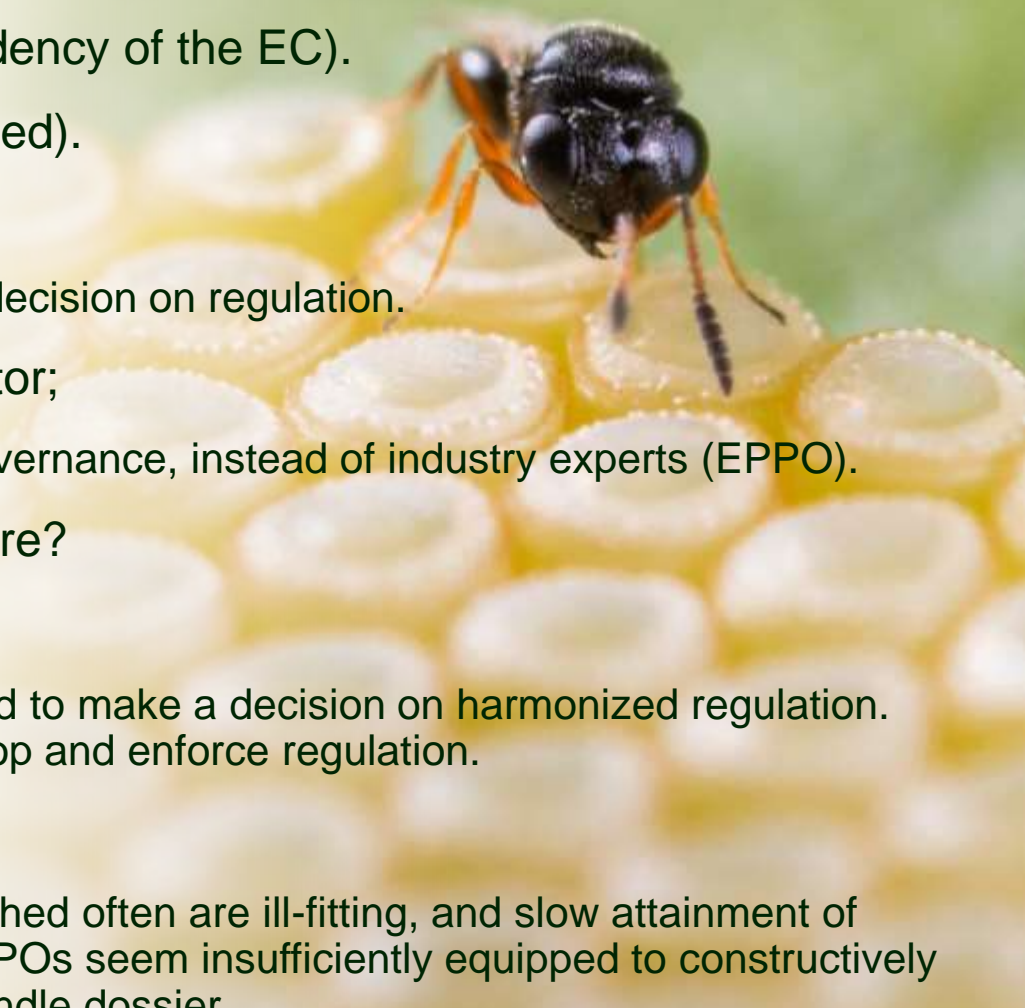 dency of the EC).
ed).
decision on regulation.
tor;
vernance, instead of industry experts (EPPO).
re?
d to make a decision on harmonized regulation.
op and enforce regulation.
hed often are ill-fitting, and slow attainment of
POs seem insufficiently equipped to constructively
ndle dossier